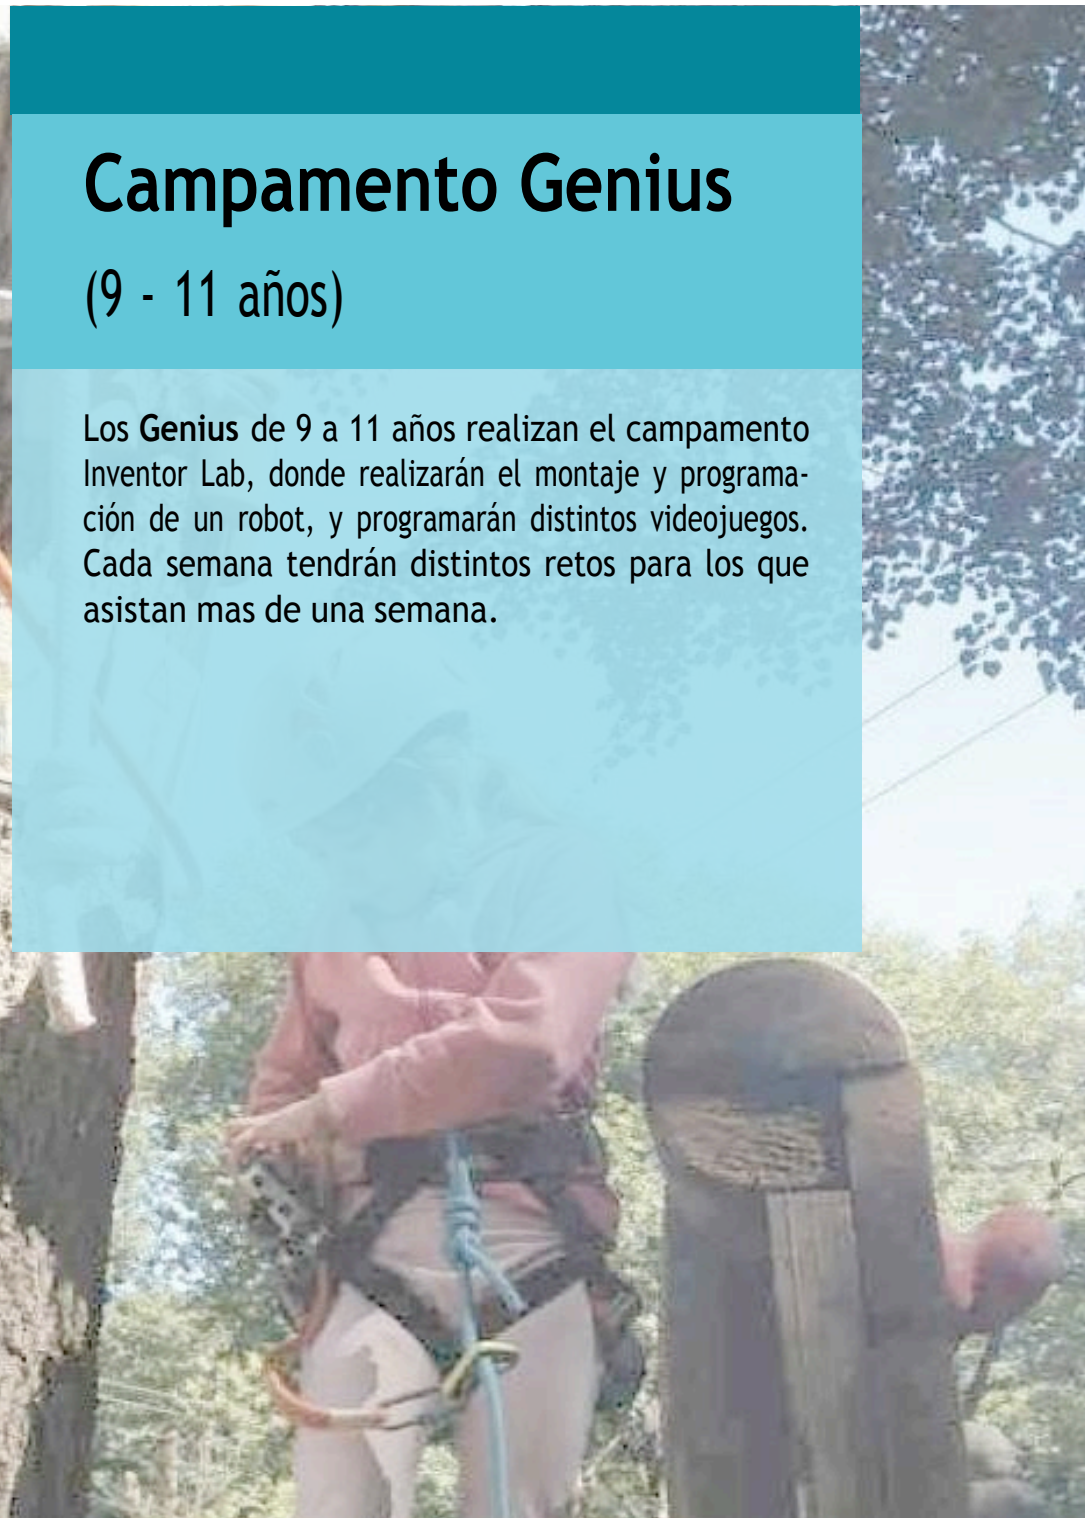 Campamento Genius
(9 - 11 años)
Los Genius de 9 a 11 años realizan el campamento
Inventor Lab, donde realizarán el montaje y programa-
ción de un robot, y programarán distintos videojuegos.
Cada semana tendrán distintos retos para los que
asistan mas de una semana.